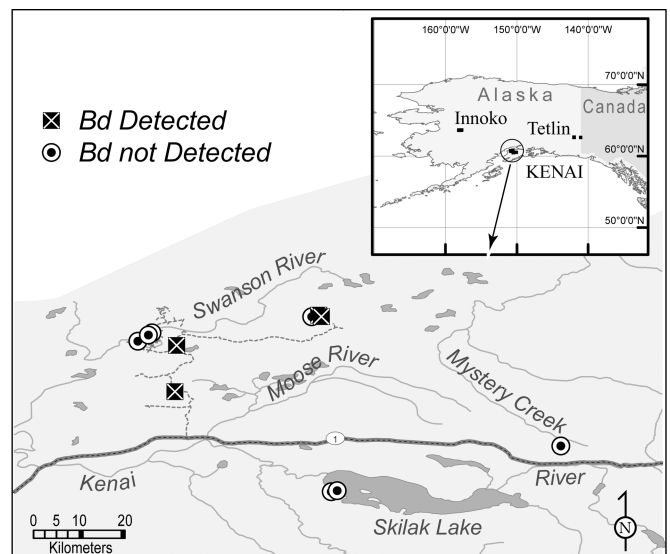 160°0'0"W 150°0'0"W 140°0'0"W
70°0'0"N
Alaska
Canada
Innoko
Tetlin
60°0'0"N
KENAI
50°0'0"N
Bd Detected
Bd not Detected
Swanson River
Moose River
Mystery Creek
1
Kenai
River
Skilak Lake
0 5 10 20
Kilometers
N